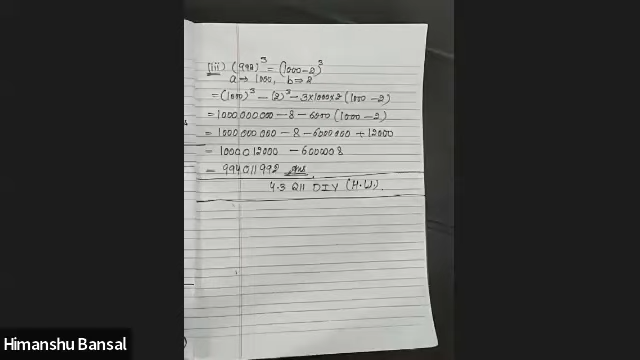 (iii) (998)³ = (1000-2)³
a → 1000, b → 2
= (1000)³ - (2)³ - 3×1000×2 (1000-2)
= 1000000000 - 8 - 6000 (1000-2)
= 1000000000 - 8 - 6000000 + 12000
= 1000012000 - 6000008
= 994011992 ans
4.3 Q11 DIY (H.W.)
Himanshu Bansal